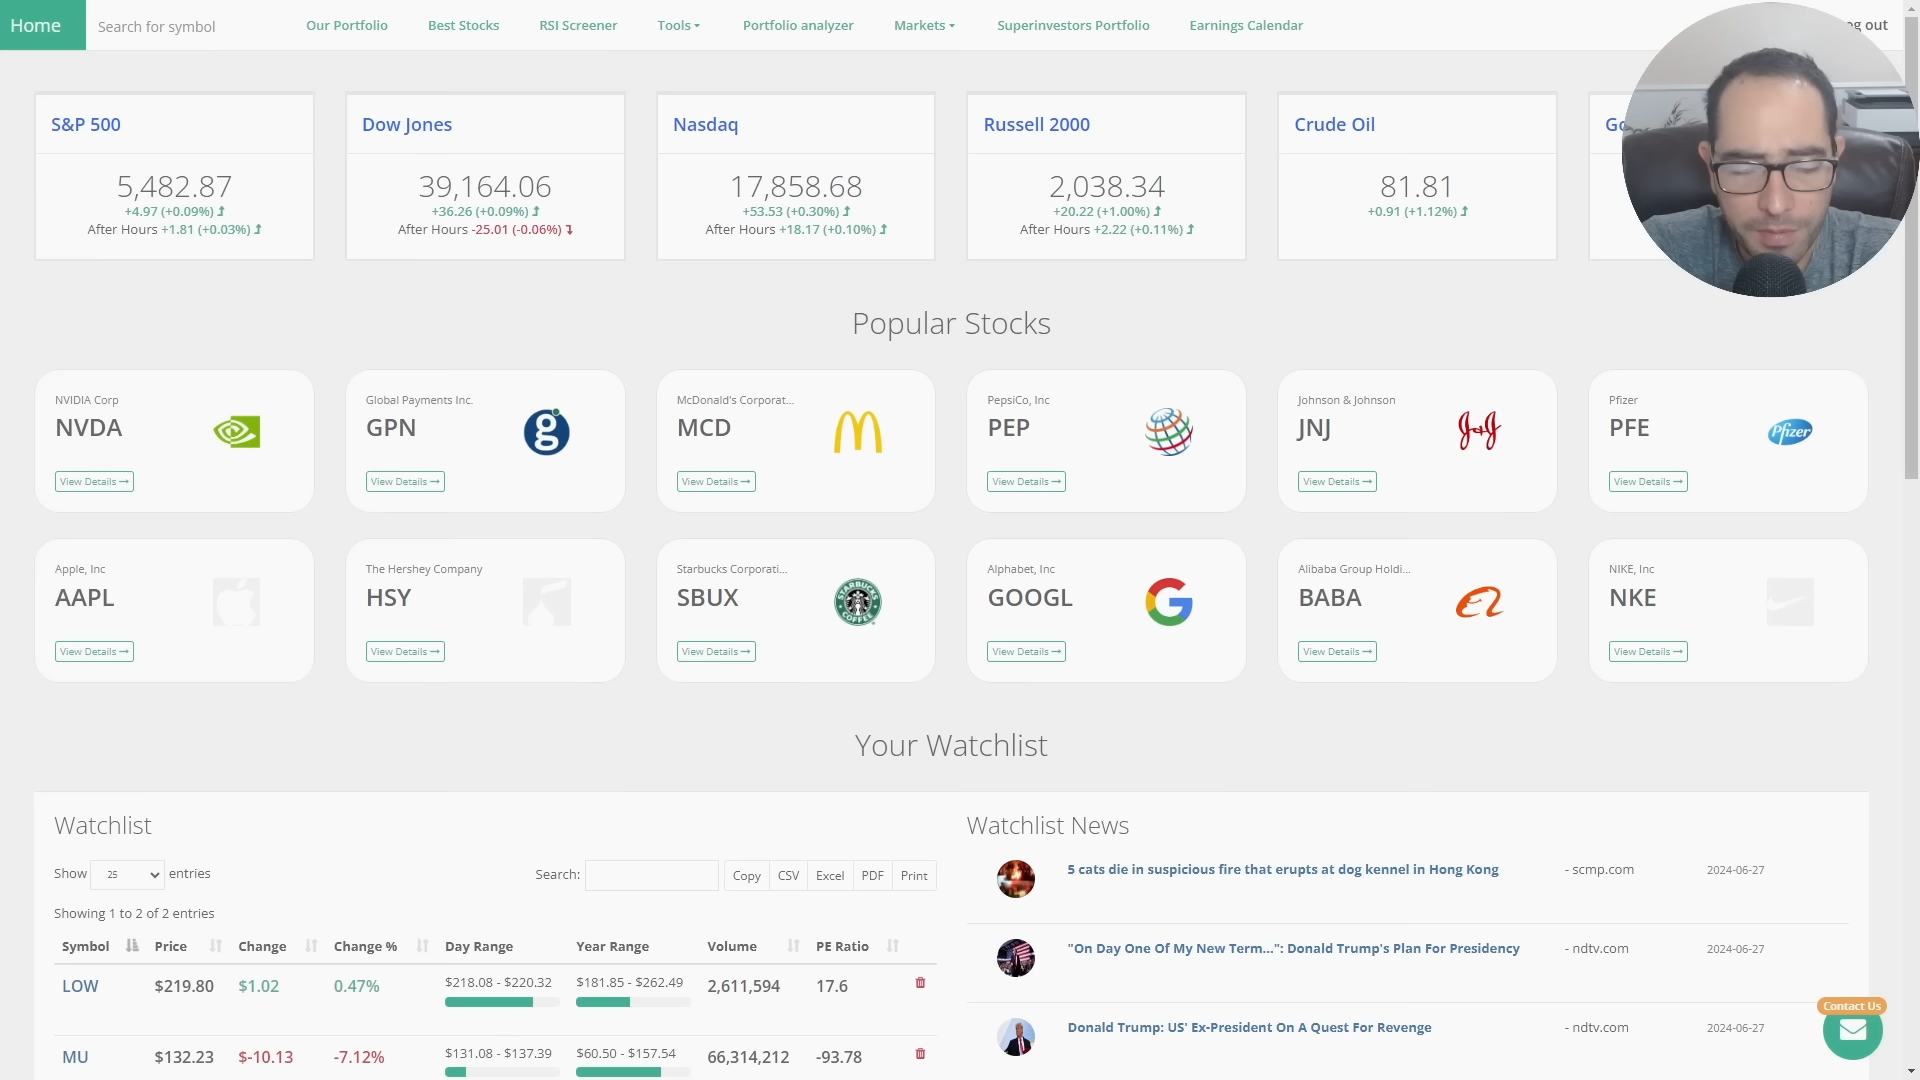 Home
Search for symbol
Our Portfolio
Best Stocks
RSI Screener
Tools
Portfolio analyzer
Markets
Superinvestors Portfolio
Earnings Calendar
out
S&P 500
5,482.87
+4.97 (+0.09%)
After Hours +1.81 (+0.03%)
Dow Jones
39,164.06
+36.26 (+0.09%)
After Hours -25.01 (-0.06%)
Nasdaq
17,858.68
+53.53 (+0.30%)
After Hours +18.17 (+0.10%)
Russell 2000
2,038.34
+20.22 (+1.00%)
After Hours +2.22 (+0.11%)
Crude Oil
81.81
+0.91 (+1.12%)
Popular Stocks
NVIDIA Corp
NVDA
View Details
Global Payments Inc.
GPN
g
View Details
McDonald's Corporat...
MCD
View Details
PepsiCo, Inc
PEP
View Details
Johnson & Johnson
JNJ
J&J
View Details
Pfizer
PFE
Pfizer
View Details
Apple, Inc
AAPL
View Details
The Hershey Company
HSY
View Details
Starbucks Corporati...
SBUX
STARBUCKS COFFEE
View Details
Alphabet, Inc
GOOGL
G
View Details
Alibaba Group Holdi...
BABA
View Details
NIKE, Inc
NKE
View Details
Your Watchlist
Watchlist
Show 25 entries
Search:
Copy CSV Excel PDF Print
Showing 1 to 2 of 2 entries
Symbol Price Change Change % Day Range Year Range Volume PE Ratio
LOW $219.80 $1.02 0.47% $218.08 - $220.32 $181.85 - $262.49 2,611,594 17.6
MU $132.23 $-10.13 -7.12% $131.08 - $137.39 $60.50 - $157.54 66,314,212 -93.78
Watchlist News
5 cats die in suspicious fire that erupts at dog kennel in Hong Kong - scmp.com 2024-06-27
"On Day One Of My New Term...": Donald Trump's Plan For Presidency - ndtv.com 2024-06-27
Donald Trump: US' Ex-President On A Quest For Revenge - ndtv.com 2024-06-27
Contact Us